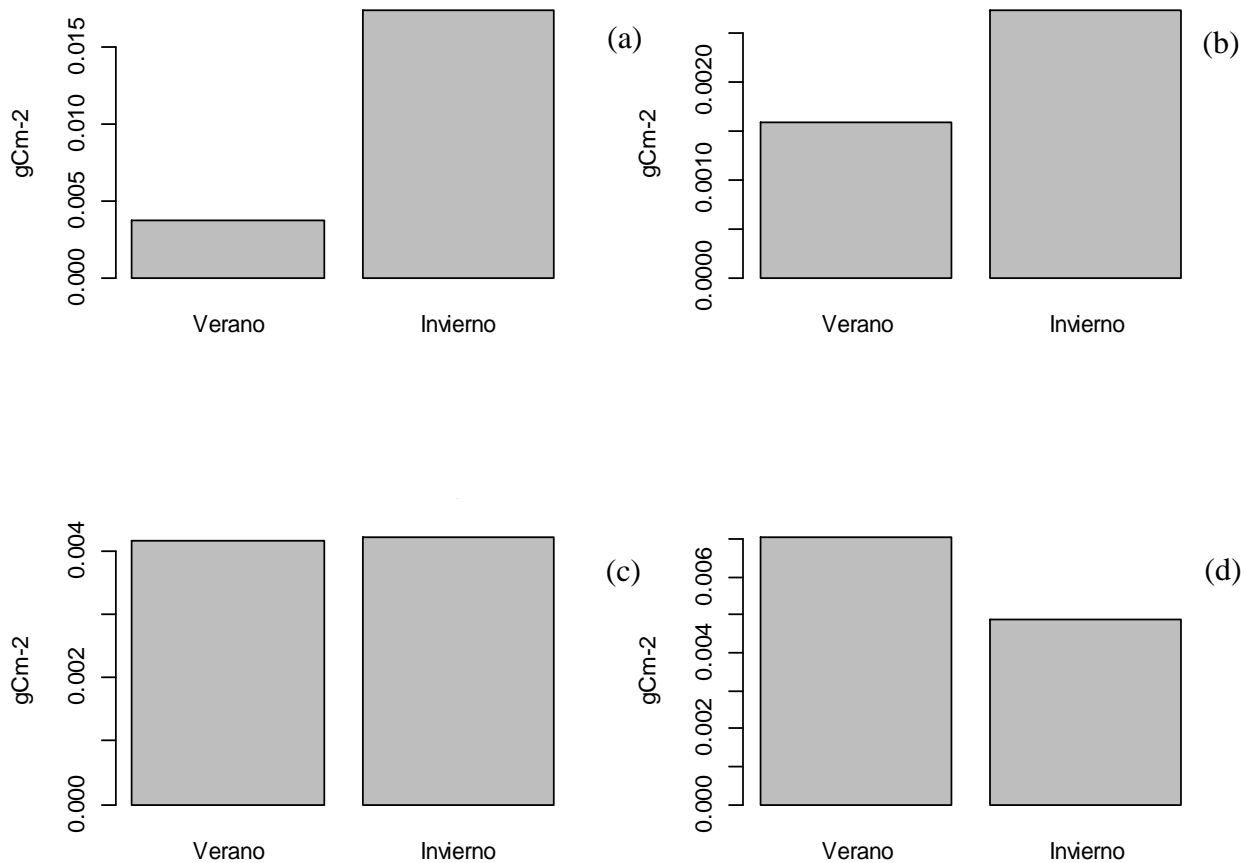 (a)
gCm-2
0.015
0.010
0.005
0.000
Verano Invierno
(b)
gCm-2
0.0020
0.0010
0.0000
Verano Invierno
(c)
gCm-2
0.004
0.002
0.000
Verano Invierno
(d)
gCm-2
0.006
0.004
0.002
0.000
Verano Invierno